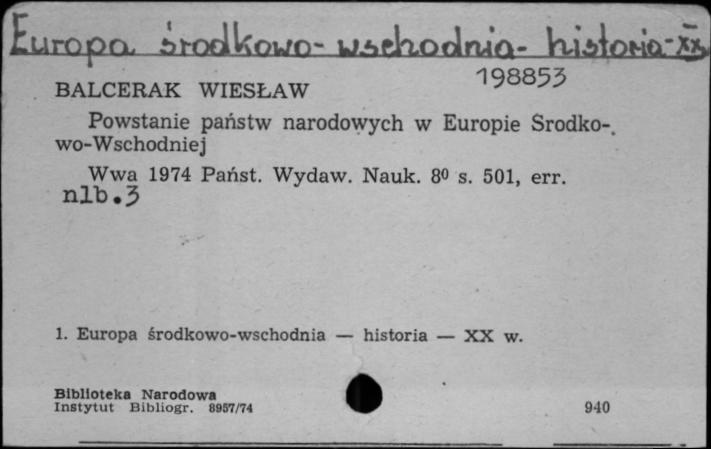 Europa środkowo-wschodnia-historia-XX
198853
BALCERAK WIESŁAW
Powstanie państw narodowych w Europie Srodko-
wo-Wschodniej
Wwa 1974 Państ. Wydaw. Nauk. 8⁰ s. 501, err.
nlb.3
1. Europa środkowo-wschodnia — historia — XX w.
Biblioteka Narodowa
Instytut Bibliogr. 8957/74
940